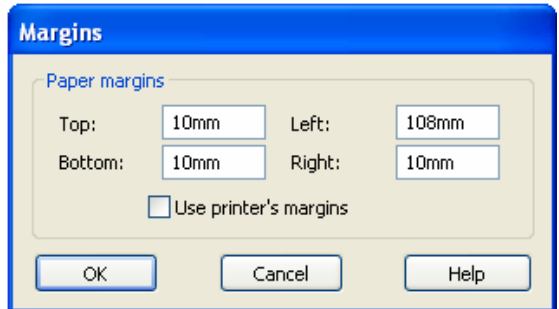 Margins
Paper margins
Top: 10mm Left: 108mm
Bottom: 10mm Right: 10mm
Use printer's margins
OK Cancel Help